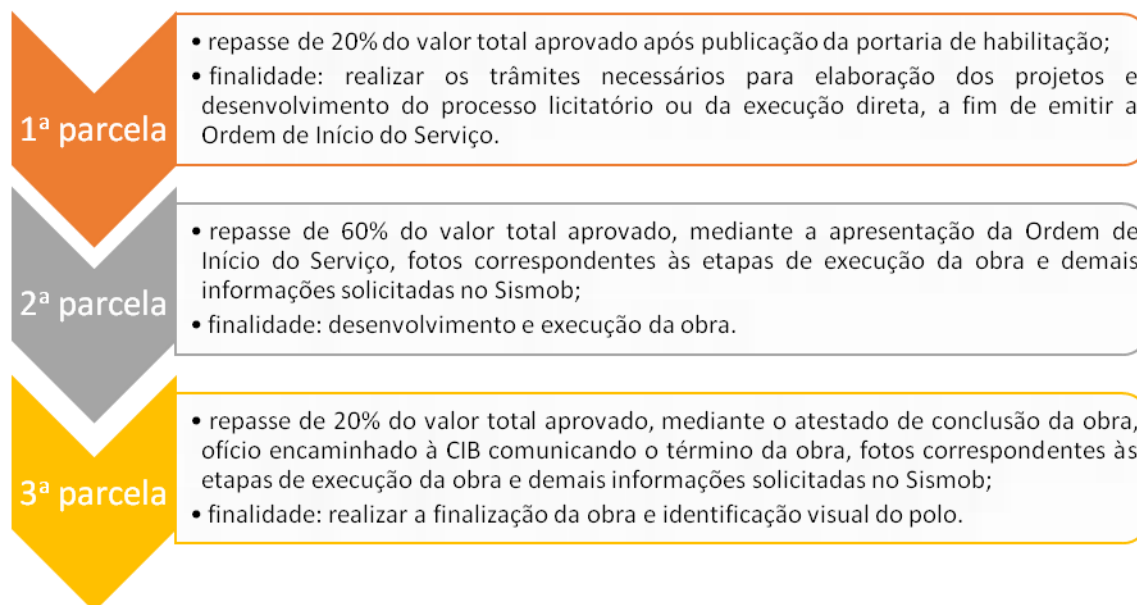 1ª parcela
• repasse de 20% do valor total aprovado após publicação da portaria de habilitação;
• finalidade: realizar os trâmites necessários para elaboração dos projetos e
desenvolvimento do processo licitatório ou da execução direta, a fim de emitir a
Ordem de Início do Serviço.
2ª parcela
• repasse de 60% do valor total aprovado, mediante a apresentação da Ordem de
Início do Serviço, fotos correspondentes às etapas de execução da obra e demais
informações solicitadas no Sismob;
• finalidade: desenvolvimento e execução da obra.
3ª parcela
• repasse de 20% do valor total aprovado, mediante o atestado de conclusão da obra,
ofício encaminhado à CIB comunicando o término da obra, fotos correspondentes às
etapas de execução da obra e demais informações solicitadas no Sismob;
• finalidade: realizar a finalização da obra e identificação visual do polo.